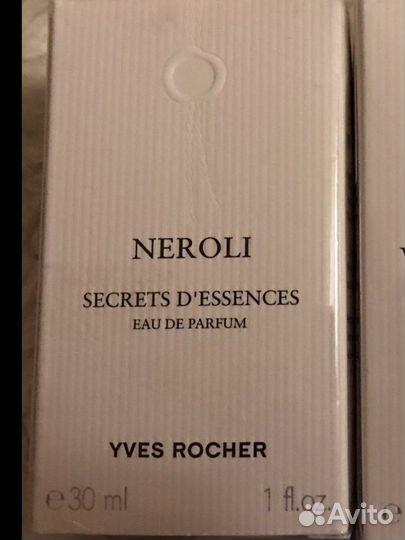 NEROLI
SECRETS D'ESSENCES
EAU DE PARFUM
YVES ROCHER
℮30 ml 1 fl.oz.
Avito